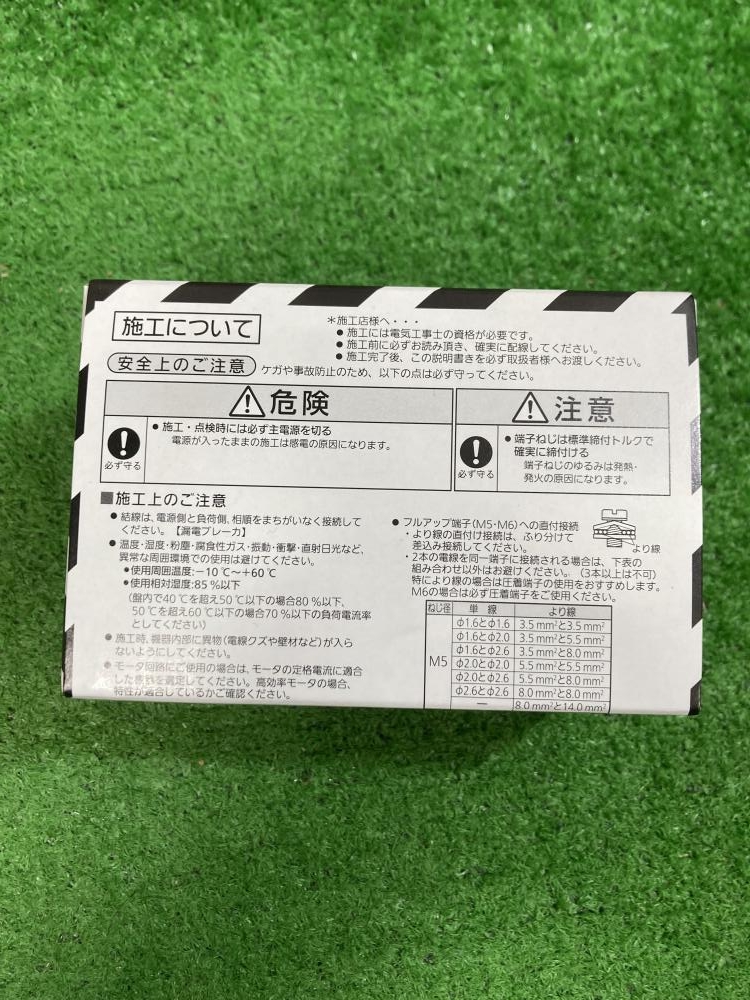 施工について
＊施工店様へ・・・
● 施工には電気工事士の資格が必要です。
● 施工前に必ずお読み頂き、確実に配線してください。
● 施工完了後、この説明書きを必ず取扱者様へお渡しください。
安全上のご注意 ケガや事故防止のため、以下の点は必ず守ってください。
危険
必ず守る
● 施工・点検時には必ず主電源を切る
電源が入ったままの施工は感電の原因になります。
注意
必ず守る
● 端子ねじは標準締付トルクで
確実に締付ける
端子ねじのゆるみは発熱・
発火の原因になります。
■施工上のご注意
● 結線は、電源側と負荷側、相順をまちがいなく接続して
ください。【漏電ブレーカ】
● 温度・湿度・粉塵・腐食性ガス・振動・衝撃・直射日光など、
異常な周囲環境での使用は避けてください。
●使用周囲温度：－10℃～＋60℃
●使用相対湿度：85％以下
（盤内で40℃を超え50℃以下の場合80％以下、
50℃を超え60℃以下の場合70％以下の負荷電流率
としてください）
● 施工時、機器内部に異物（電線クズや壁材など）が入ら
ないようにしてください。
● モータ回路にご使用の場合は、モータの定格電流に適合
した感度を選定してください。高効率モータの場合、
特性が適合しているかご確認ください。
● フルアップ端子（M5・M6）への直付接続
・より線の直付け接続は、ふり分けて
差込み接続してください。
より線
・2本の電線を同一端子に接続される場合は、下表の
組み合わせ以外はお避けください。（3本以上は不可）
特により線の場合は圧着端子の使用をおすすめします。
M6の場合は必ず圧着端子をご使用ください。
ねじ径 単線 より線
M5
φ1.6とφ1.6 3.5mm²と3.5mm²
φ1.6とφ2.0 3.5mm²と5.5mm²
φ1.6とφ2.6 3.5mm²と8.0mm²
φ2.0とφ2.0 5.5mm²と5.5mm²
φ2.0とφ2.6 5.5mm²と8.0mm²
φ2.6とφ2.6 8.0mm²と8.0mm²
― 8.0mm²と14.0mm²